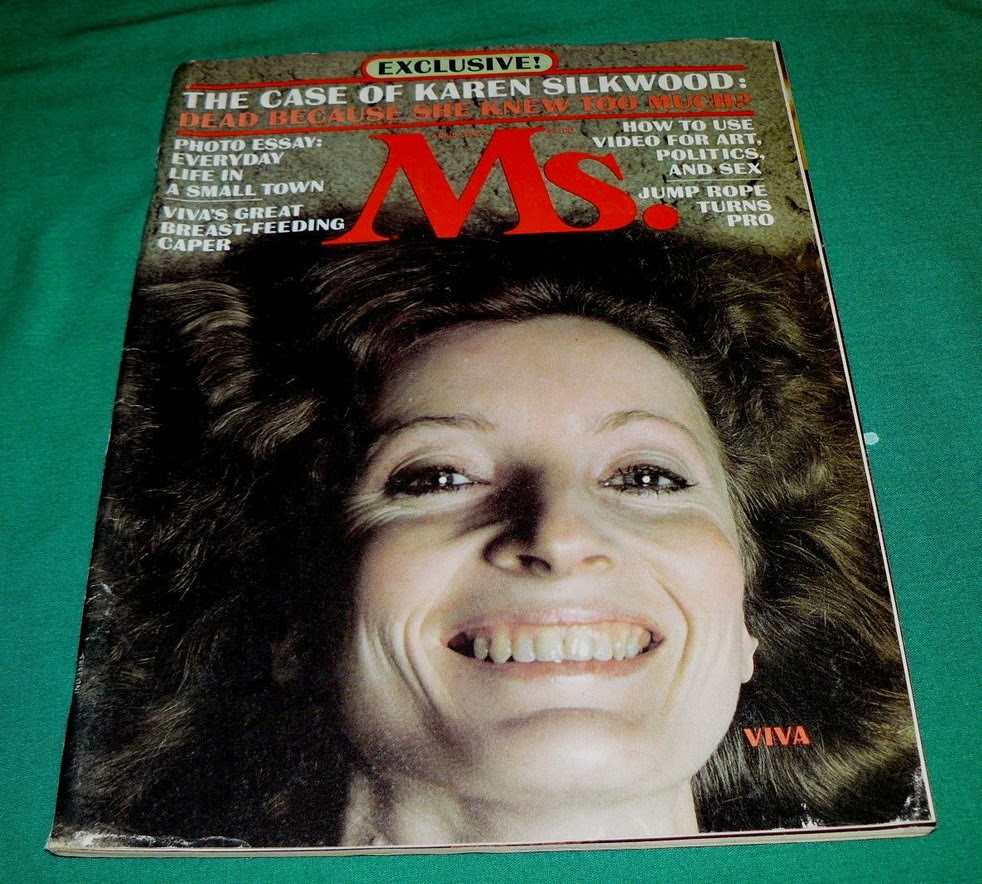 EXCLUSIVE!
THE CASE OF KAREN SILKWOOD:
DEAD BECAUSE SHE KNEW TOO MUCH?
PHOTO ESSAY:
EVERYDAY
LIFE IN
A SMALL TOWN
VIVA'S GREAT
BREAST-FEEDING
CAPER
Ms.
HOW TO USE
VIDEO FOR ART,
POLITICS,
AND SEX
JUMP ROPE
TURNS
PRO
VIVA